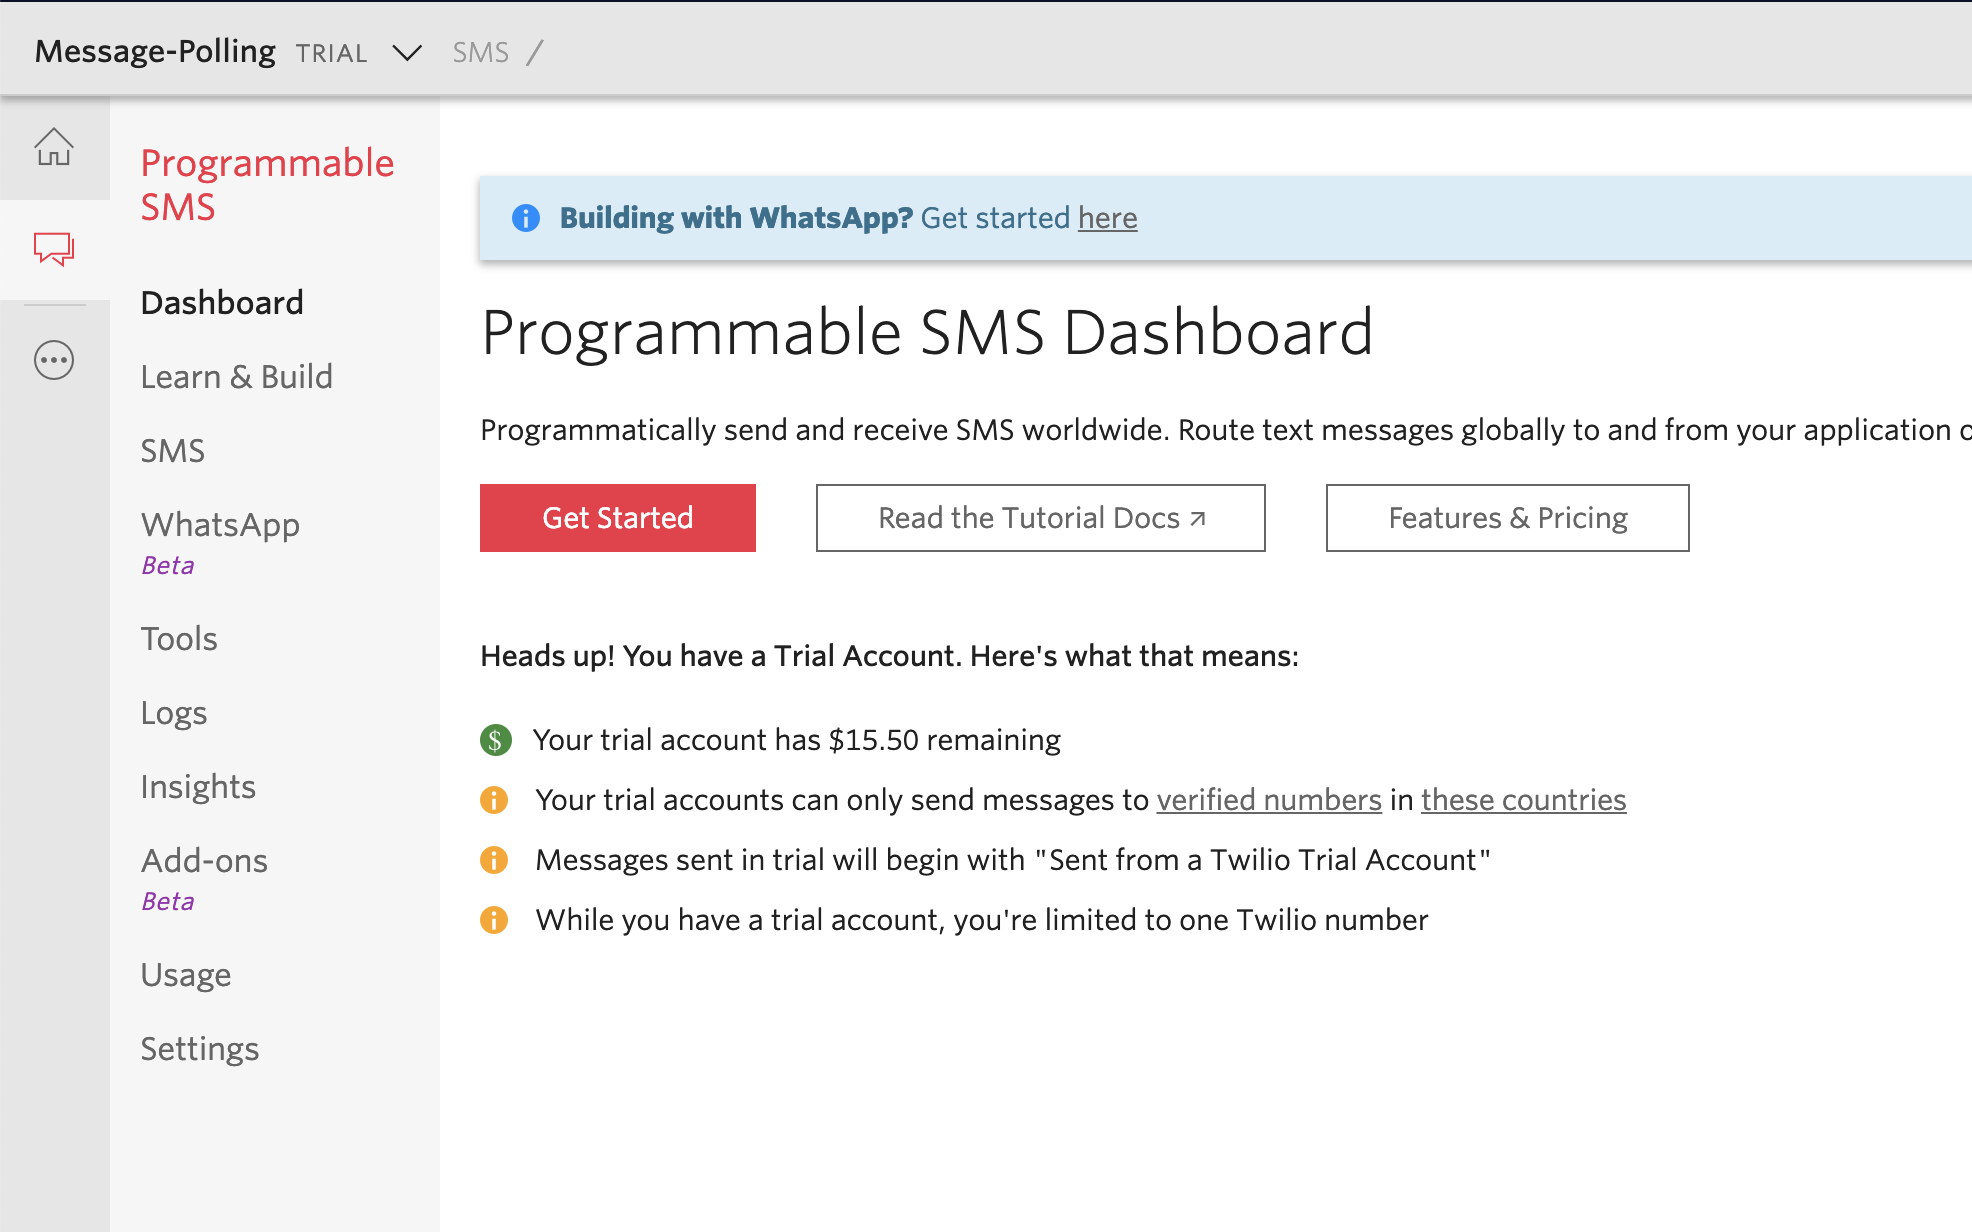 Message-Polling TRIAL SMS /
Programmable
SMS
Dashboard
Learn & Build
SMS
WhatsApp
Beta
Tools
Logs
Insights
Add-ons
Beta
Usage
Settings
Building with WhatsApp? Get started here
Programmable SMS Dashboard
Programmatically send and receive SMS worldwide. Route text messages globally to and from your application
Get Started
Read the Tutorial Docs ↗
Features & Pricing
Heads up! You have a Trial Account. Here's what that means:
$ Your trial account has $15.50 remaining
Your trial accounts can only send messages to verified numbers in these countries
Messages sent in trial will begin with "Sent from a Twilio Trial Account"
While you have a trial account, you're limited to one Twilio number